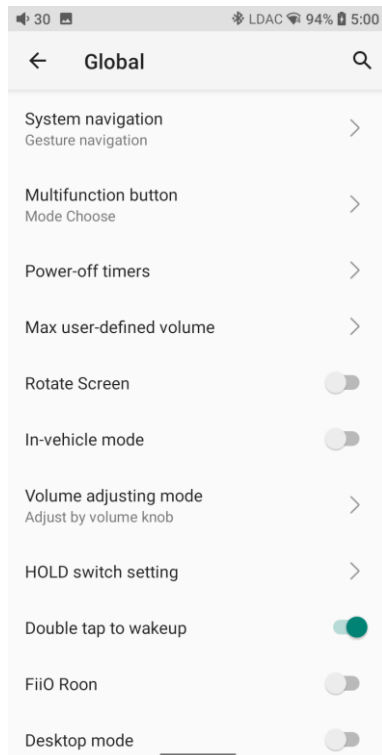 30 LDAC 94% 5:00
Global
System navigation
Gesture navigation
Multifunction button
Mode Choose
Power-off timers
Max user-defined volume
Rotate Screen
In-vehicle mode
Volume adjusting mode
Adjust by volume knob
HOLD switch setting
Double tap to wakeup
FiiO Roon
Desktop mode